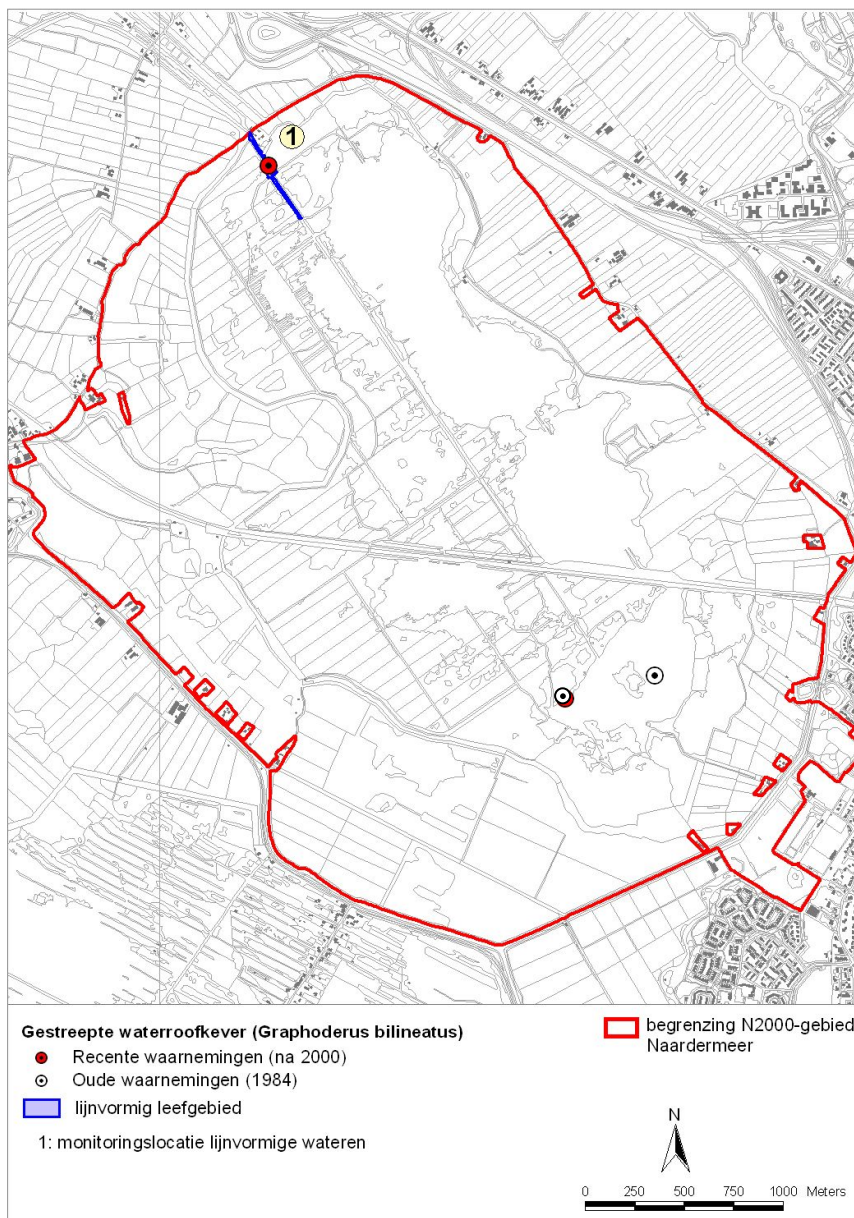 1
Gestreepte waterroofkever (Graphoderus bilineatus)
Recente waarnemingen (na 2000)
Oude waarnemingen (1984)
lijnvormig leefgebied
1: monitoringslocatie lijnvormige wateren
begrenzing N2000-gebied
Naardermeer
N
0 250 500 750 1000 Meters